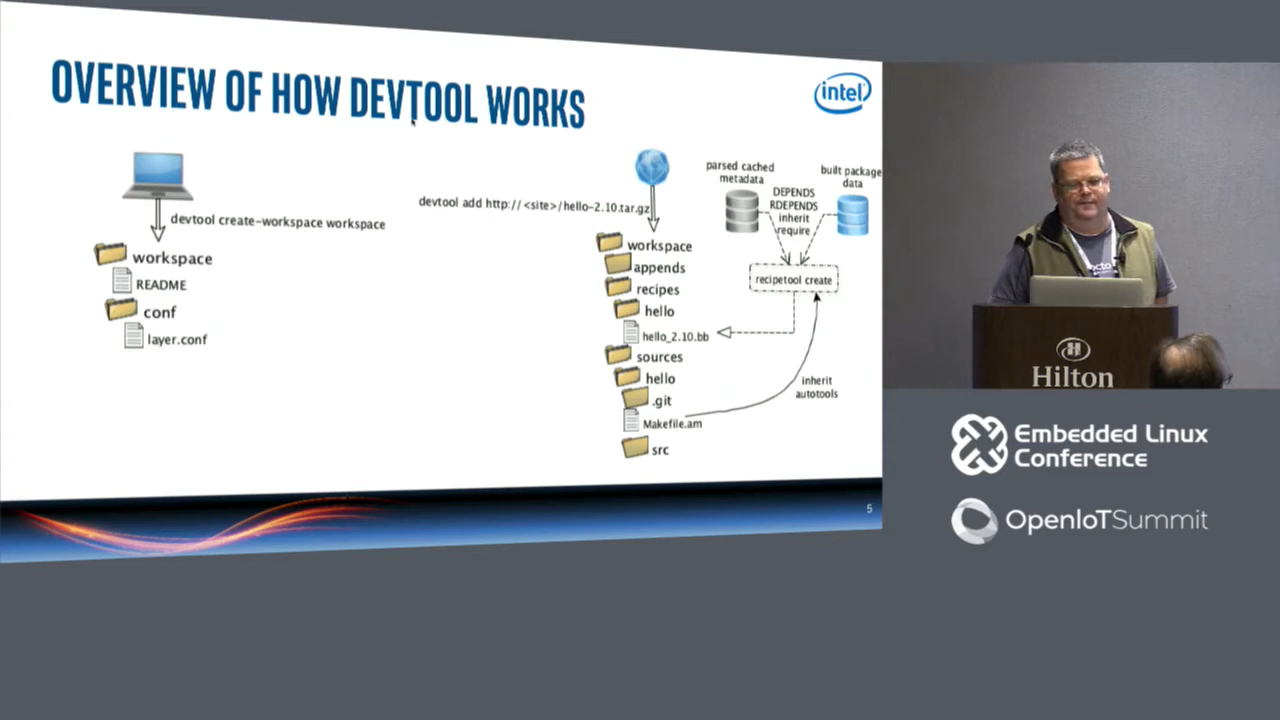 OVERVIEW OF HOW DEVTOOL WORKS
intel
devtool create-workspace workspace
workspace
README
conf
layer.conf
devtool add http://<site>/hello-2.10.tar.gz
workspace
appends
recipes
hello
hello_2.10.bb
sources
hello
.git
Makefile.am
src
parsed cached
metadata
DEPENDS
RDEPENDS
inherit
require
built package
data
recipetool create
inherit
autotools
5
octo
H
Hilton
Embedded Linux
Conference
OpenIoTSummit